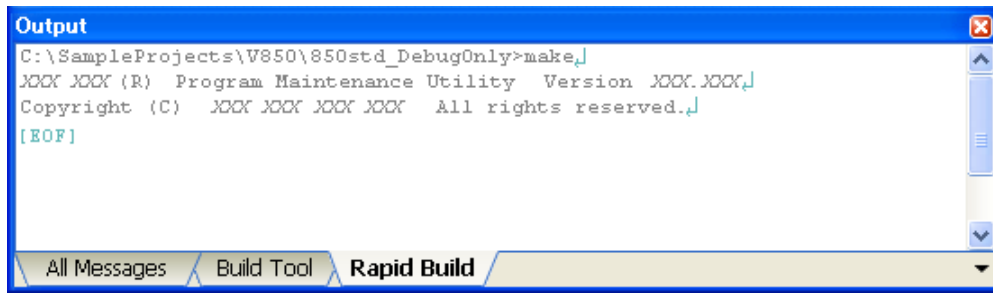 Output
C:\SampleProjects\V850\850std_DebugOnly>make
XXX XXX (R) Program Maintenance Utility Version XXX.XXX
Copyright (C) XXX XXX XXX XXX All rights reserved.
[EOF]
All Messages Build Tool Rapid Build